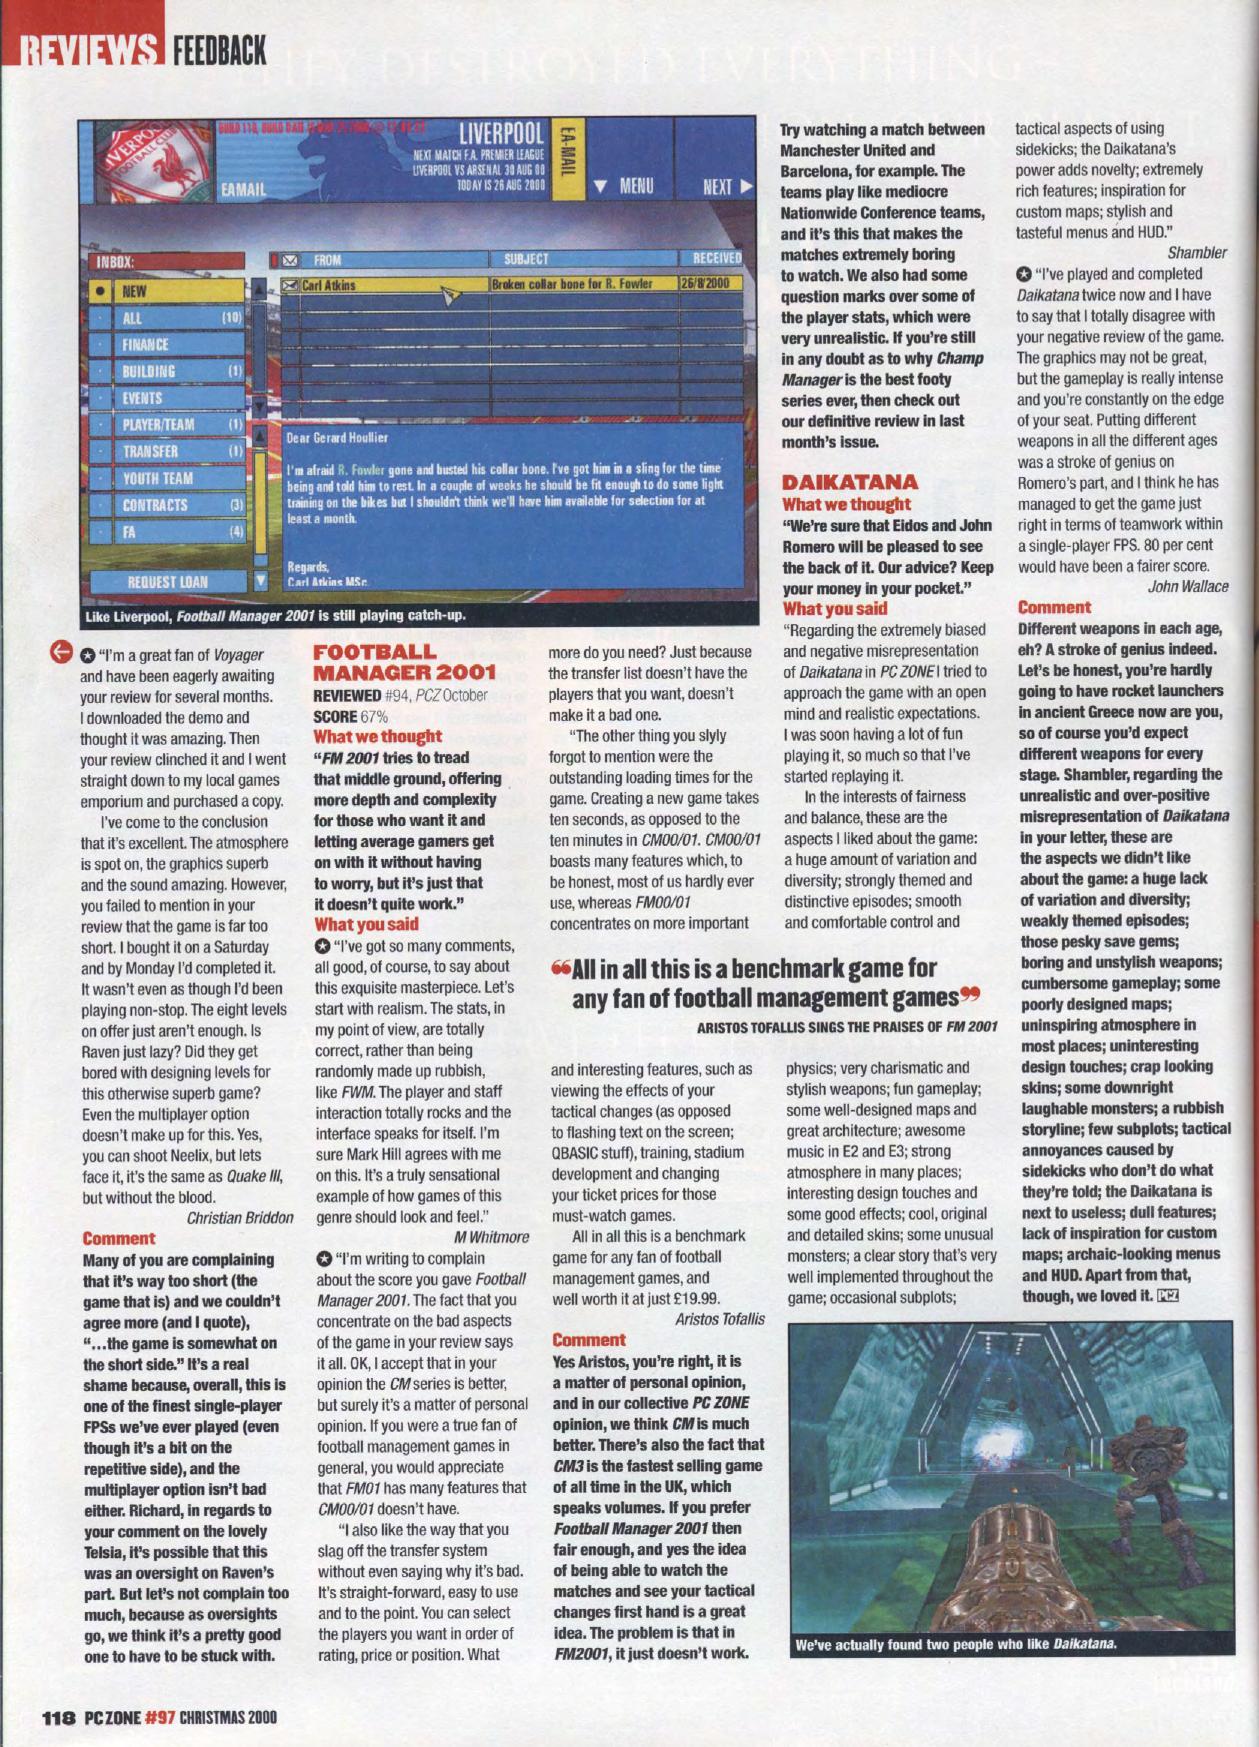 REVIEWS FEEDBACK
LIVERPOOL
NEXT MATCH F.A. PREMIER LEAGUE
LIVERPOOL VS ARSENAL 30 AUG 00
TODAY IS 26 AUG 2000
EAMAIL
EA-MAIL
MENU
NEXT
INBOX:
FROM SUBJECT RECEIVED
Carl Atkins Broken collar bone for R. Fowler 26/8/2000
NEW
ALL (10)
FINANCE
BUILDING (1)
EVENTS
PLAYER/TEAM (1)
TRANSFER (1)
YOUTH TEAM
CONTRACTS (3)
FA (4)
REQUEST LOAN
Dear Gerard Houllier
I'm afraid R. Fowler gone and busted his collar bone. I've got him in a sling for the time
being and told him to rest. In a couple of weeks he should be fit enough to do some light
training on the bikes but I shouldn't think we'll have him available for selection for at
least a month.
Regards,
Carl Atkins MSc.
Like Liverpool, Football Manager 2001 is still playing catch-up.
"I'm a great fan of Voyager
and have been eagerly awaiting
your review for several months.
I downloaded the demo and
thought it was amazing. Then
your review clinched it and I went
straight down to my local games
emporium and purchased a copy.
I've come to the conclusion
that it's excellent. The atmosphere
is spot on, the graphics superb
and the sound amazing. However,
you failed to mention in your
review that the game is far too
short. I bought it on a Saturday
and by Monday I'd completed it.
It wasn't even as though I'd been
playing non-stop. The eight levels
on offer just aren't enough. Is
Raven just lazy? Did they get
bored with designing levels for
this otherwise superb game?
Even the multiplayer option
doesn't make up for this. Yes,
you can shoot Neelix, but lets
face it, it's the same as Quake III,
but without the blood.
Christian Briddon
Comment
Many of you are complaining
that it's way too short (the
game that is) and we couldn't
agree more (and I quote),
"...the game is somewhat on
the short side." It's a real
shame because, overall, this is
one of the finest single-player
FPSs we've ever played (even
though it's a bit on the
repetitive side), and the
multiplayer option isn't bad
either. Richard, in regards to
your comment on the lovely
Telsia, it's possible that this
was an oversight on Raven's
part. But let's not complain too
much, because as oversights
go, we think it's a pretty good
one to have to be stuck with.
FOOTBALL
MANAGER 2001
REVIEWED #94, PCZ October
SCORE 67%
What we thought
"FM 2001 tries to tread
that middle ground, offering
more depth and complexity
for those who want it and
letting average gamers get
on with it without having
to worry, but it's just that
it doesn't quite work."
What you said
"I've got so many comments,
all good, of course, to say about
this exquisite masterpiece. Let's
start with realism. The stats, in
my point of view, are totally
correct, rather than being
randomly made up rubbish,
like FWM. The player and staff
interaction totally rocks and the
interface speaks for itself. I'm
sure Mark Hill agrees with me
on this. It's a truly sensational
example of how games of this
genre should look and feel."
M Whitmore
"I'm writing to complain
about the score you gave Football
Manager 2001. The fact that you
concentrate on the bad aspects
of the game in your review says
it all. OK, I accept that in your
opinion the CM series is better,
but surely it's a matter of personal
opinion. If you were a true fan of
football management games in
general, you would appreciate
that FM01 has many features that
CM00/01 doesn't have.
"I also like the way that you
slag off the transfer system
without even saying why it's bad.
It's straight-forward, easy to use
and to the point. You can select
the players you want in order of
rating, price or position. What
more do you need? Just because
the transfer list doesn't have the
players that you want, doesn't
make it a bad one.
"The other thing you slyly
forgot to mention were the
outstanding loading times for the
game. Creating a new game takes
ten seconds, as opposed to the
ten minutes in CM00/01. CM00/01
boasts many features which, to
be honest, most of us hardly ever
use, whereas FM00/01
concentrates on more important
"All in all this is a benchmark game for
any fan of football management games"
ARISTOS TOFALLIS SINGS THE PRAISES OF FM 2001
and interesting features, such as
viewing the effects of your
tactical changes (as opposed
to flashing text on the screen;
QBASIC stuff), training, stadium
development and changing
your ticket prices for those
must-watch games.
All in all this is a benchmark
game for any fan of football
management games, and
well worth it at just £19.99.
Aristos Tofallis
Comment
Yes Aristos, you're right, it is
a matter of personal opinion,
and in our collective PC ZONE
opinion, we think CM is much
better. There's also the fact that
CM3 is the fastest selling game
of all time in the UK, which
speaks volumes. If you prefer
Football Manager 2001 then
fair enough, and yes the idea
of being able to watch the
matches and see your tactical
changes first hand is a great
idea. The problem is that in
FM2001, it just doesn't work.
Try watching a match between
Manchester United and
Barcelona, for example. The
teams play like mediocre
Nationwide Conference teams,
and it's this that makes the
matches extremely boring
to watch. We also had some
question marks over some of
the player stats, which were
very unrealistic. If you're still
in any doubt as to why Champ
Manager is the best footy
series ever, then check out
our definitive review in last
month's issue.
DAIKATANA
What we thought
"We're sure that Eidos and John
Romero will be pleased to see
the back of it. Our advice? Keep
your money in your pocket."
What you said
"Regarding the extremely biased
and negative misrepresentation
of Daikatana in PC ZONE I tried to
approach the game with an open
mind and realistic expectations.
I was soon having a lot of fun
playing it, so much so that I've
started replaying it.
In the interests of fairness
and balance, these are the
aspects I liked about the game:
a huge amount of variation and
diversity; strongly themed and
distinctive episodes; smooth
and comfortable control and
physics; very charismatic and
stylish weapons; fun gameplay;
some well-designed maps and
great architecture; awesome
music in E2 and E3; strong
atmosphere in many places;
interesting design touches and
some good effects; cool, original
and detailed skins; some unusual
monsters; a clear story that's very
well implemented throughout the
game; occasional subplots;
tactical aspects of using
sidekicks; the Daikatana's
power adds novelty; extremely
rich features; inspiration for
custom maps; stylish and
tasteful menus and HUD."
Shambler
"I've played and completed
Daikatana twice now and I have
to say that I totally disagree with
your negative review of the game.
The graphics may not be great,
but the gameplay is really intense
and you're constantly on the edge
of your seat. Putting different
weapons in all the different ages
was a stroke of genius on
Romero's part, and I think he has
managed to get the game just
right in terms of teamwork within
a single-player FPS. 80 per cent
would have been a fairer score.
John Wallace
Comment
Different weapons in each age,
eh? A stroke of genius indeed.
Let's be honest, you're hardly
going to have rocket launchers
in ancient Greece now are you,
so of course you'd expect
different weapons for every
stage. Shambler, regarding the
unrealistic and over-positive
misrepresentation of Daikatana
in your letter, these are
the aspects we didn't like
about the game: a huge lack
of variation and diversity;
weakly themed episodes;
those pesky save gems;
boring and unstylish weapons;
cumbersome gameplay; some
poorly designed maps;
uninspiring atmosphere in
most places; uninteresting
design touches; crap looking
skins; some downright
laughable monsters; a rubbish
storyline; few subplots; tactical
annoyances caused by
sidekicks who don't do what
they're told; the Daikatana is
next to useless; dull features;
lack of inspiration for custom
maps; archaic-looking menus
and HUD. Apart from that,
though, we loved it. PCZ
We've actually found two people who like Daikatana.
118 PCZONE #97 CHRISTMAS 2000